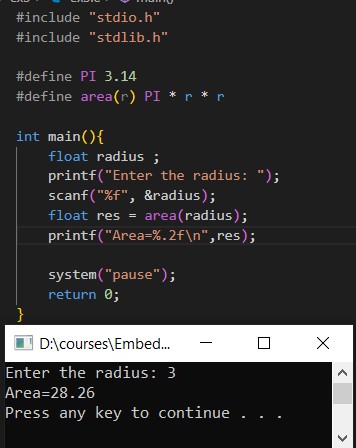 #include "stdio.h"
#include "stdlib.h"
#define PI 3.14
#define area(r) PI * r * r
int main(){
float radius ;
printf("Enter the radius: ");
scanf("%f", &radius);
float res = area(radius);
printf("Area=%.2f\n",res);
system("pause");
return 0;
}
D:\courses\Embed...
Enter the radius: 3
Area=28.26
Press any key to continue . . .